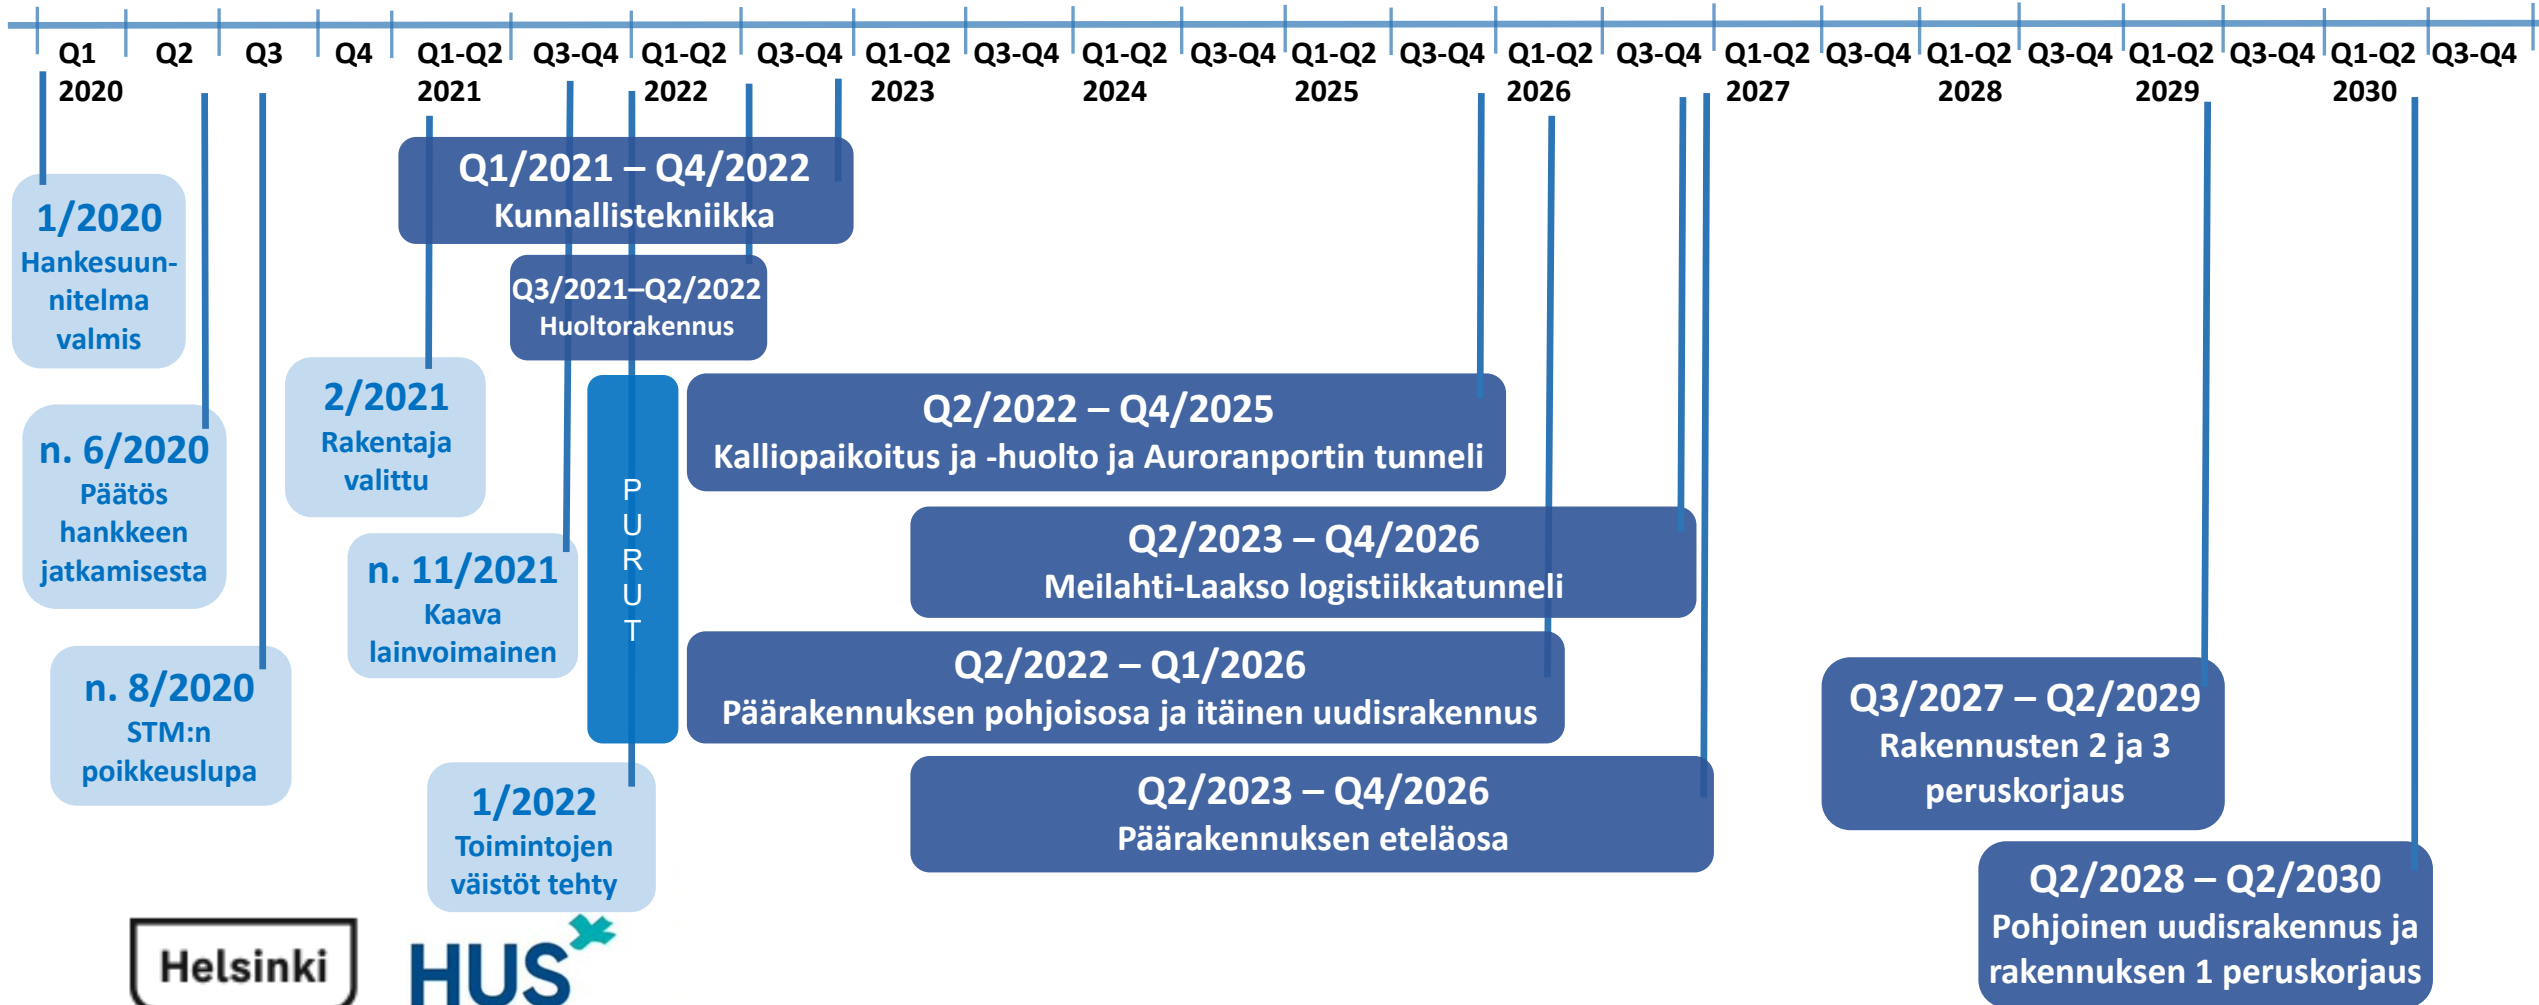 Q1 Q2 Q3 Q4 Q1-Q2 Q3-Q4 Q1-Q2 Q3-Q4 Q1-Q2 Q3-Q4 Q1-Q2 Q3-Q4 Q1-Q2 Q3-Q4 Q1-Q2 Q3-Q4 Q1-Q2 Q3-Q4 Q1-Q2 Q3-Q4 Q1-Q2 Q3-Q4 Q1-Q2 Q3-Q4
2020 2021 2022 2023 2024 2025 2026 2027 2028 2029 2030
1/2020
Hankesuun-
nitelma
valmis
n. 6/2020
Päätös
hankkeen
jatkamisesta
n. 8/2020
STM:n
poikkeuslupa
2/2021
Rakentaja
valittu
n. 11/2021
Kaava
lainvoimainen
1/2022
Toimintojen
väistöt tehty
Q1/2021 – Q4/2022
Kunnallistekniikka
Q3/2021–Q2/2022
Huoltorakennus
P
U
R
U
T
Q2/2022 – Q4/2025
Kalliopaikoitus ja -huolto ja Auroranportin tunneli
Q2/2023 – Q4/2026
Meilahti-Laakso logistiikkatunneli
Q2/2022 – Q1/2026
Päärakennuksen pohjoisosa ja itäinen uudisrakennus
Q2/2023 – Q4/2026
Päärakennuksen eteläosa
Q3/2027 – Q2/2029
Rakennusten 2 ja 3
peruskorjaus
Q2/2028 – Q2/2030
Pohjoinen uudisrakennus ja
rakennuksen 1 peruskorjaus
Helsinki
HUS